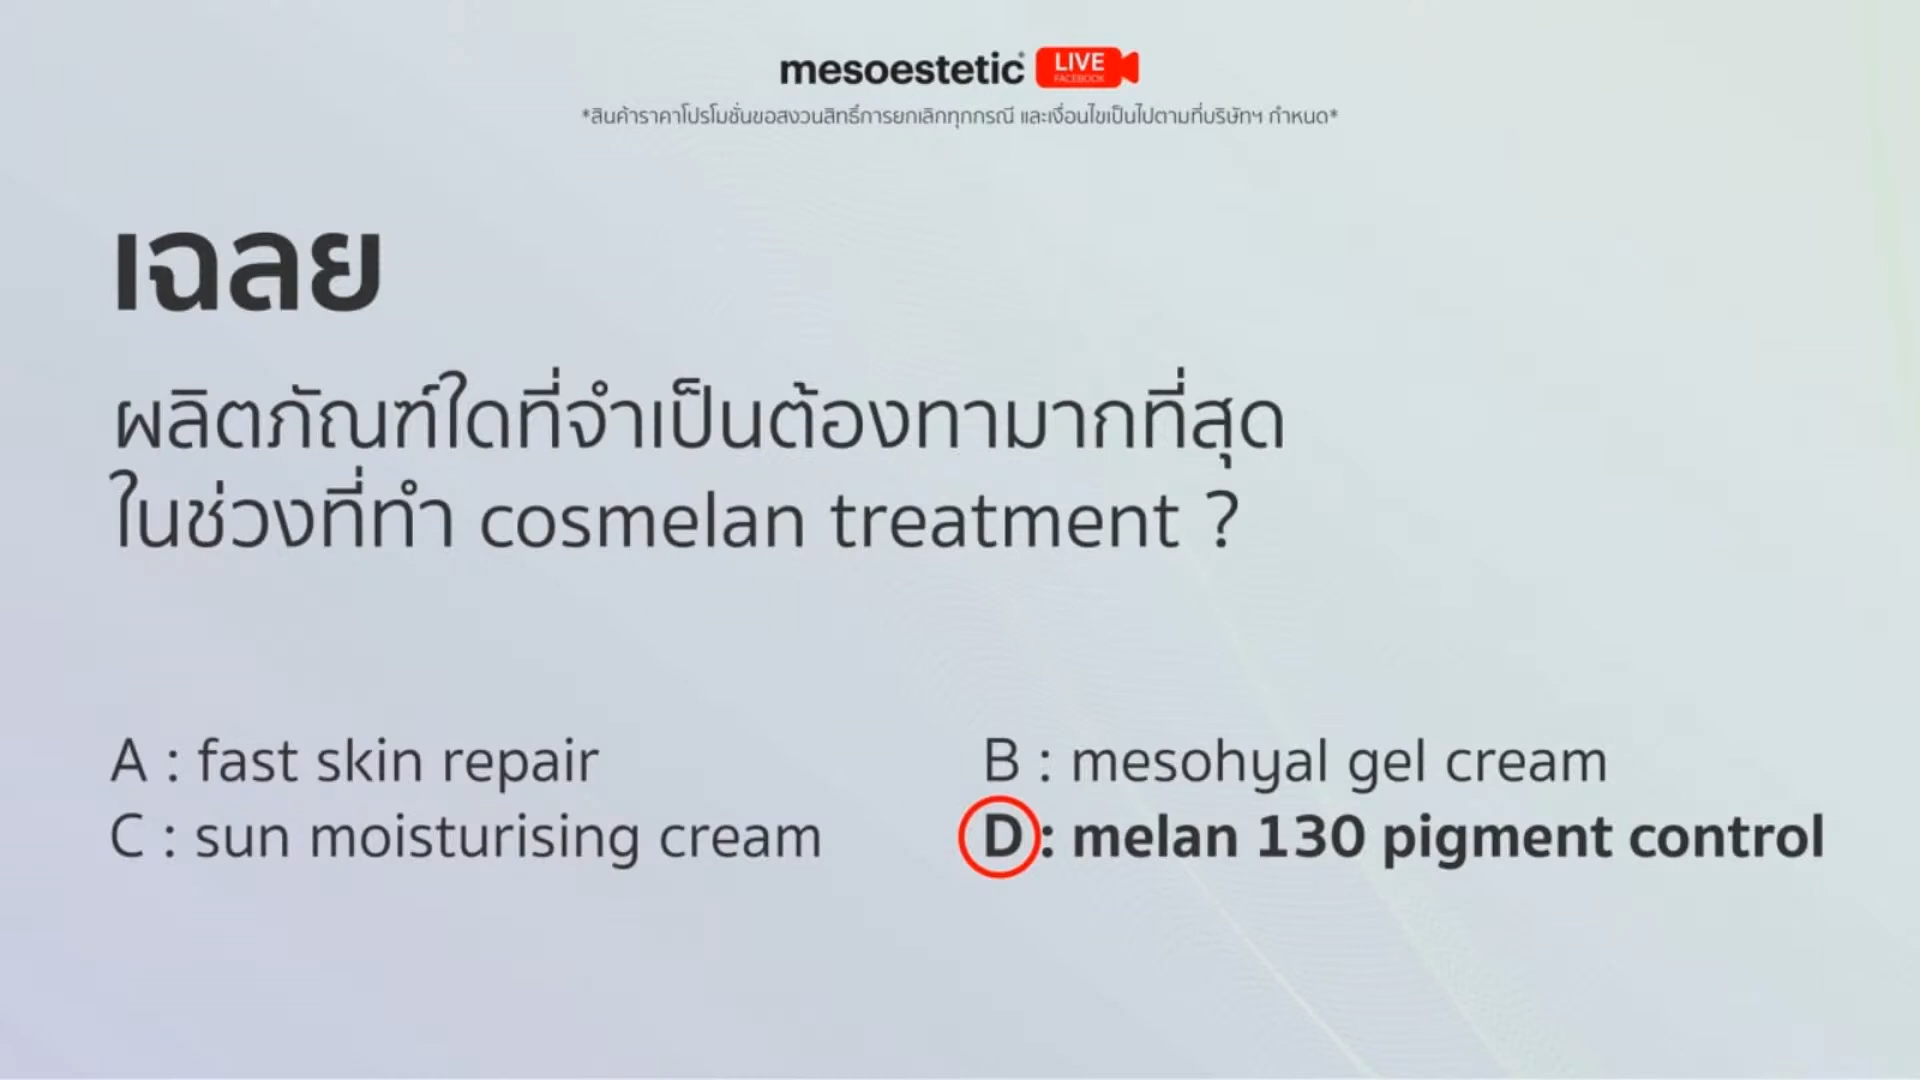 mesoestetic® LIVE
FACEBOOK
*สินค้าราคาโปรโมชั่นขอสงวนสิทธิ์การยกเลิกทุกกรณี และเงื่อนไขเป็นไปตามที่บริษัทฯ กำหนด*
เฉลย
ผลิตภัณฑ์ใดที่จำเป็นต้องทามากที่สุด
ในช่วงที่ทำ cosmelan treatment ?
A : fast skin repair
B : mesohyal gel cream
C : sun moisturising cream
D : melan 130 pigment control